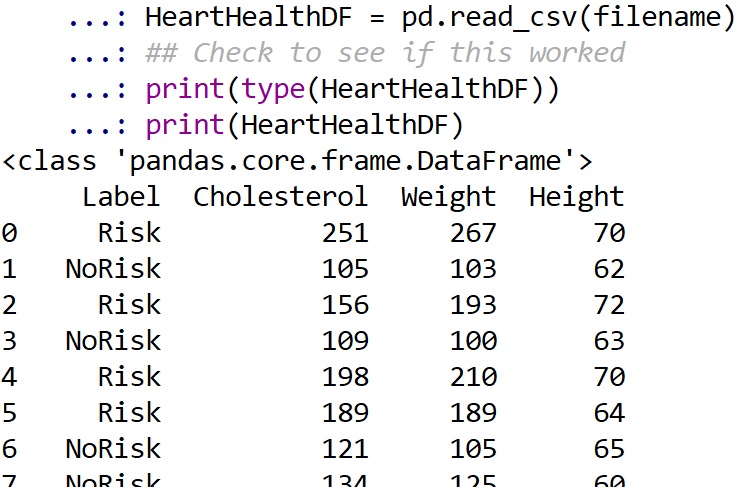 ...: HeartHealthDF = pd.read_csv(filename)
...: ## Check to see if this worked
...: print(type(HeartHealthDF))
...: print(HeartHealthDF)
<class 'pandas.core.frame.DataFrame'>
Label Cholesterol Weight Height
0 Risk 251 267 70
1 NoRisk 105 103 62
2 Risk 156 193 72
3 NoRisk 109 100 63
4 Risk 198 210 70
5 Risk 189 189 64
6 NoRisk 121 105 65
7 NoRisk 134 125 60